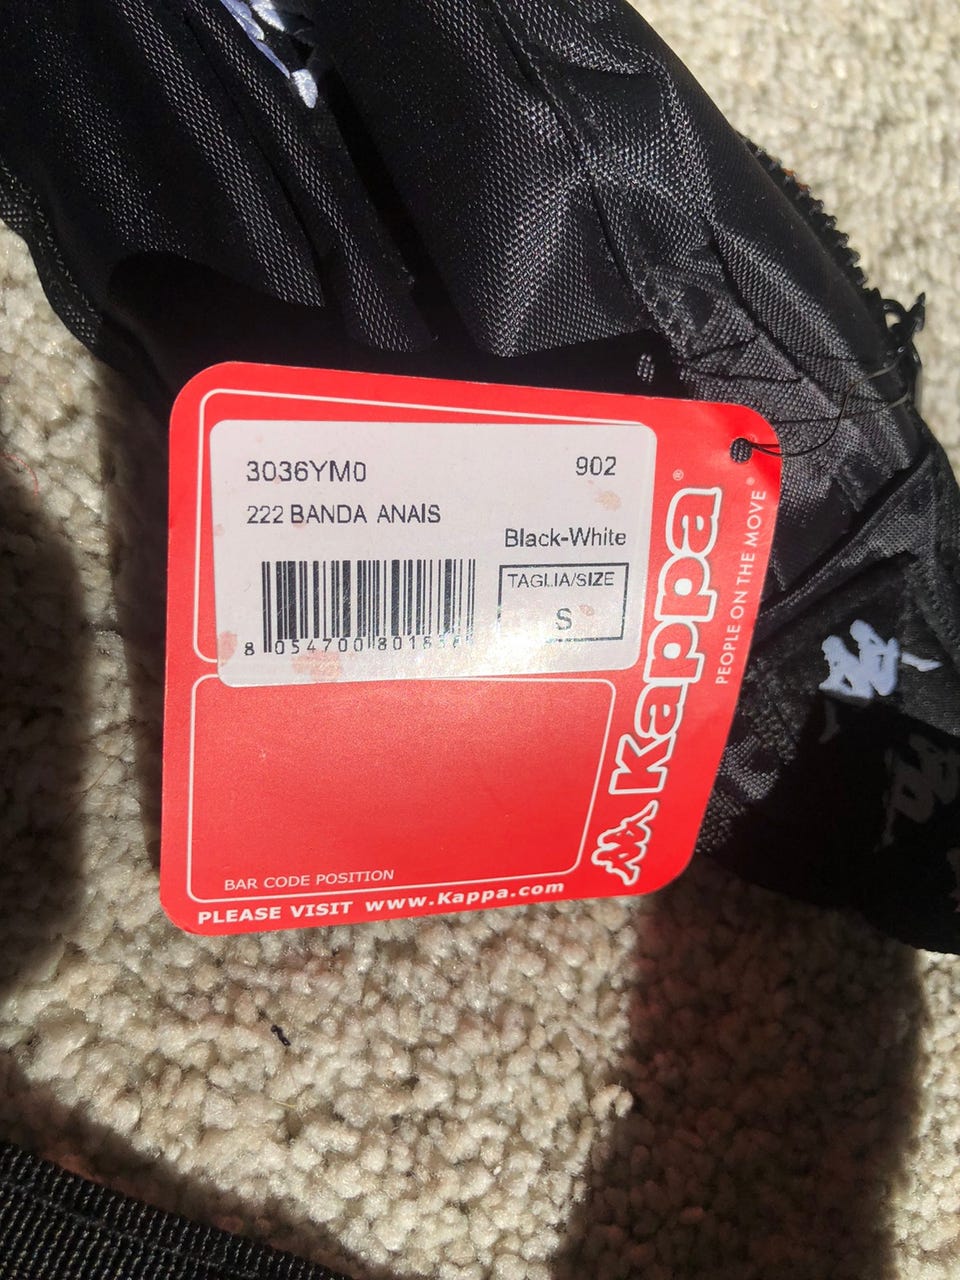 3036YM0
902
222 BANDA ANAIS
Black-White
TAGLIA/SIZE
S
BAR CODE POSITION
PLEASE VISIT www.Kappa.com
Kappa®
PEOPLE ON THE MOVE®